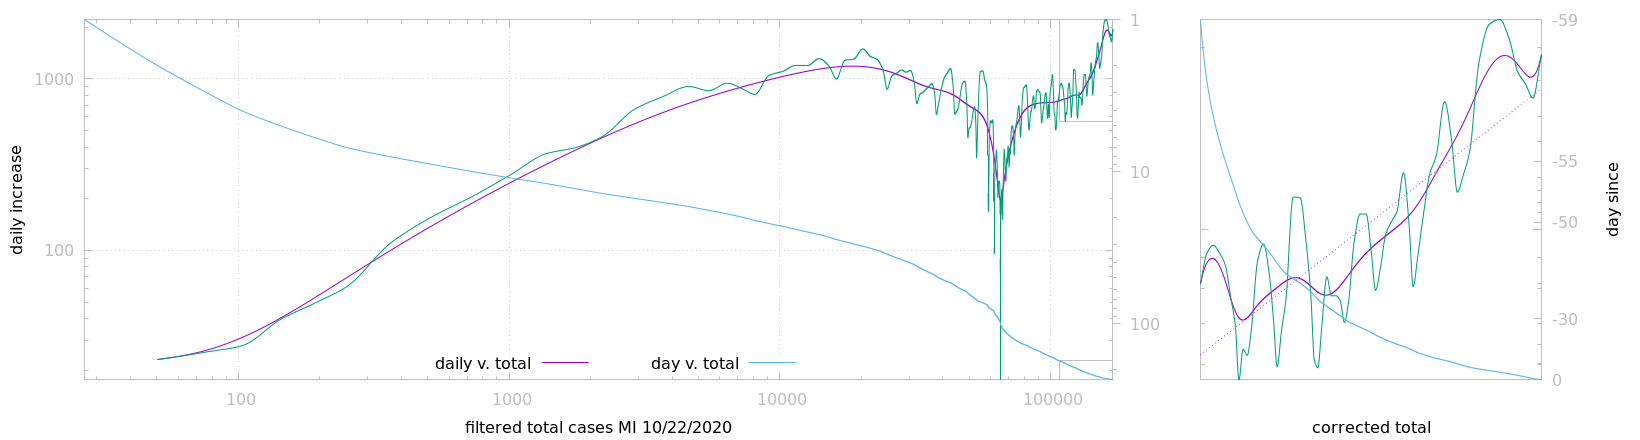 1 -59
1000
-55
10
daily increase
-50
day since
100
-30
100
daily v. total day v. total
0
100 1000 10000 100000
filtered total cases MI 10/22/2020 corrected total